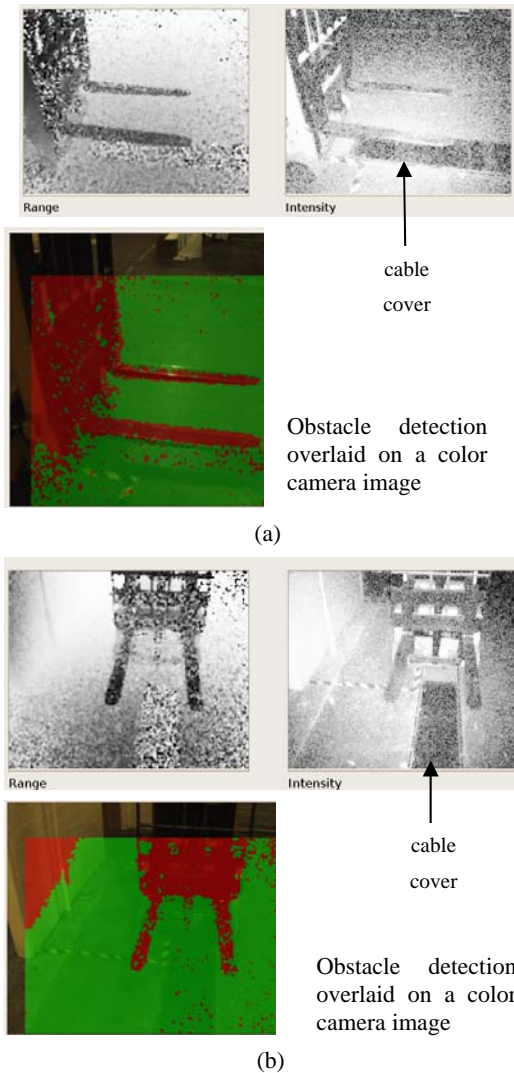 Range
Intensity
cable
cover
Obstacle detection
overlaid on a color
camera image
(a)
Range
Intensity
cable
cover
Obstacle detection
overlaid on a color
camera image
(b)